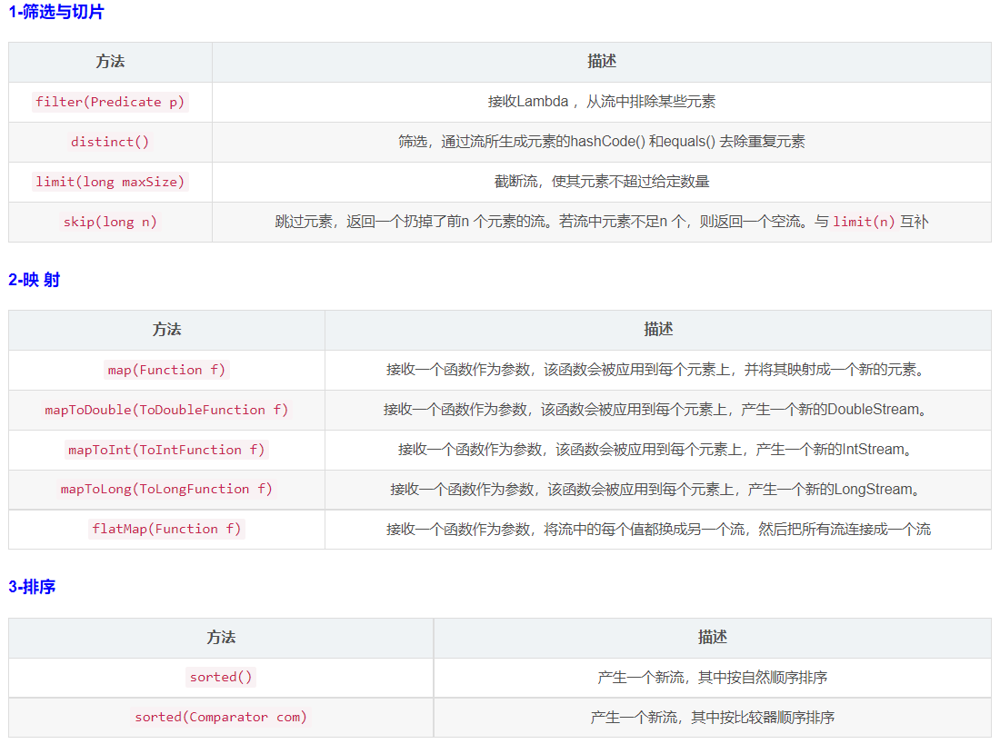 1-筛选与切片
方法 描述
filter(Predicate p) 接收Lambda ，从流中排除某些元素
distinct() 筛选，通过流所生成元素的hashCode() 和equals() 去除重复元素
limit(long maxSize) 截断流，使其元素不超过给定数量
skip(long n) 跳过元素，返回一个扔掉了前n 个元素的流。若流中元素不足n 个，则返回一个空流。与 limit(n) 互补
2-映 射
方法 描述
map(Function f) 接收一个函数作为参数，该函数会被应用到每个元素上，并将其映射成一个新的元素。
mapToDouble(ToDoubleFunction f) 接收一个函数作为参数，该函数会被应用到每个元素上，产生一个新的DoubleStream。
mapToInt(ToIntFunction f) 接收一个函数作为参数，该函数会被应用到每个元素上，产生一个新的IntStream。
mapToLong(ToLongFunction f) 接收一个函数作为参数，该函数会被应用到每个元素上，产生一个新的LongStream。
flatMap(Function f) 接收一个函数作为参数，将流中的每个值都换成另一个流，然后把所有流连接成一个流
3-排序
方法 描述
sorted() 产生一个新流，其中按自然顺序排序
sorted(Comparator com) 产生一个新流，其中按比较器顺序排序